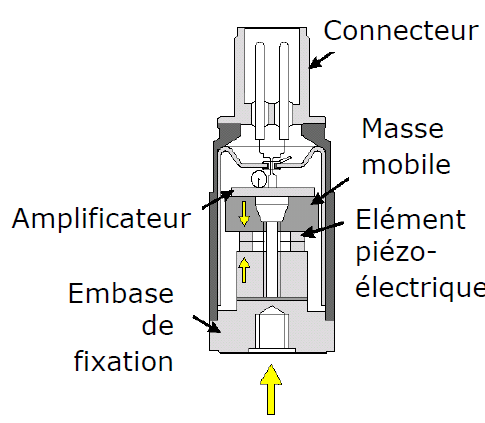 Connecteur
Masse
mobile
Amplificateur
Elément
piézo-
électrique
Embase
de
fixation